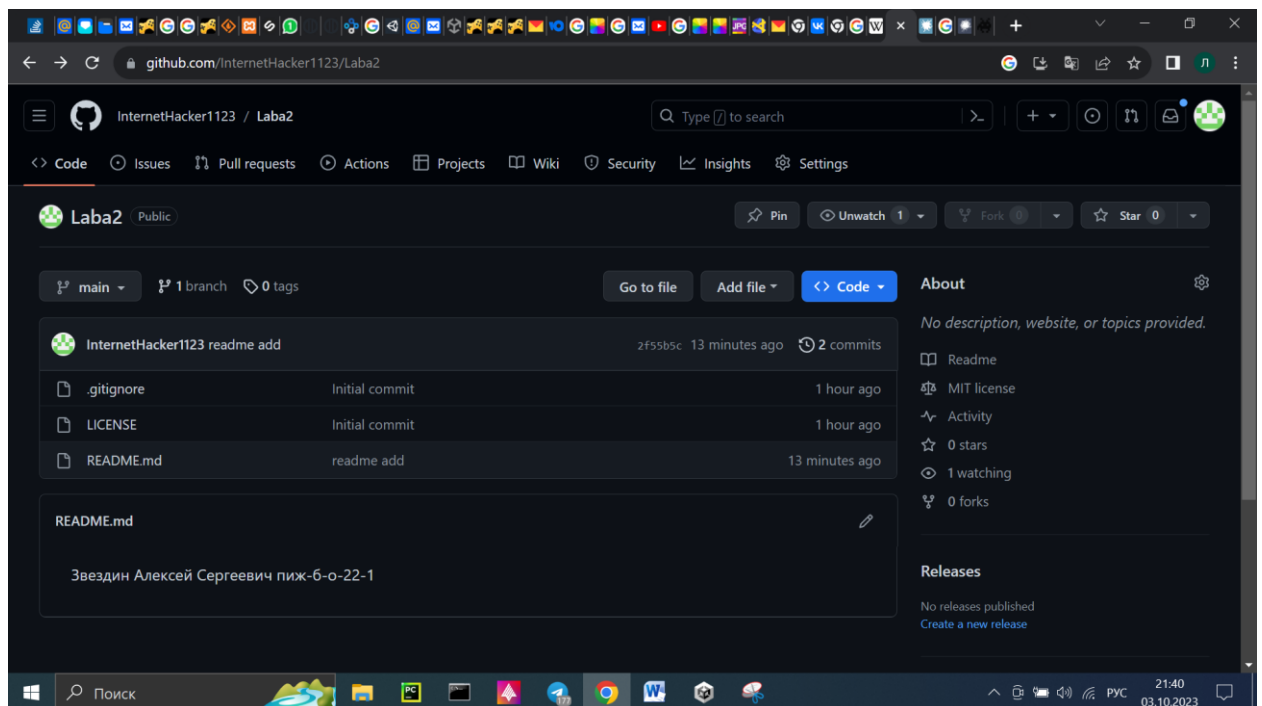 github.com/InternetHacker1123/Laba2
InternetHacker1123 / Laba2
Type / to search
<> Code Issues Pull requests Actions Projects Wiki Security Insights Settings
Laba2 Public
Pin Unwatch 1 Fork 0 Star 0
main 1 branch 0 tags Go to file Add file <> Code
InternetHacker1123 readme add 2f55b5c 13 minutes ago 2 commits
.gitignore Initial commit 1 hour ago
LICENSE Initial commit 1 hour ago
README.md readme add 13 minutes ago
README.md
Звездин Алексей Сергеевич пиж-б-о-22-1
About
No description, website, or topics provided.
Readme
MIT license
Activity
0 stars
1 watching
0 forks
Releases
No releases published
Create a new release
Поиск
РУС
21:40
03.10.2023